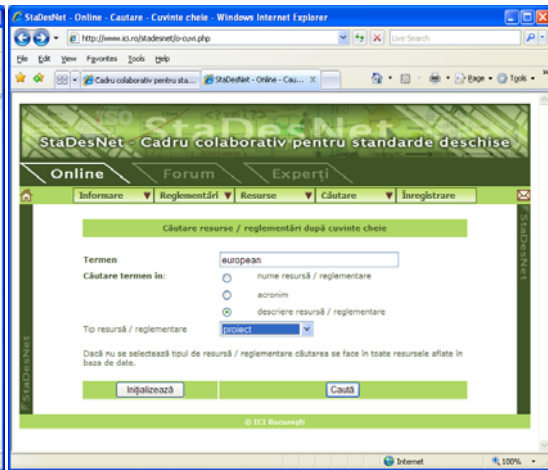 StaDesNet - Online - Cautare - Cuvinte cheie - Windows Internet Explorer
http://www.ici.ro/stadesnet/o-cuvi.php
Live Search
File Edit View Favorites Tools Help
Cadru colaborativ pentru sta... StaDesNet - Online - Cau... Page Tools
StaDesNet - Cadru colaborativ pentru standarde deschise
Online Forum Experți
Informare Reglementări Resurse Căutare Înregistrare
Căutare resurse / reglementări după cuvinte cheie
Termen european
Căutare termen în: nume resursă / reglementare
acronim
descriere resursă / reglementare
Tip resursă / reglementare proiect
Dacă nu se selectează tipul de resursă / reglementare căutarea se face în toate resursele aflate în
baza de date.
Inițializează Caută
© ICI București
StaDesNet
StaDesNet
Internet 100%